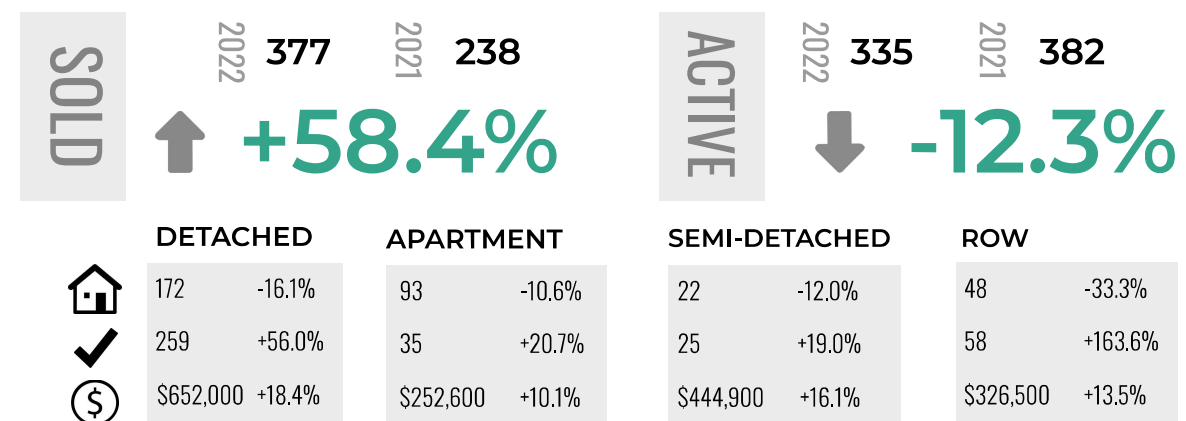 SOLD
2022 377 2021 238
+58.4%
ACTIVE
2022 335 2021 382
-12.3%
DETACHED APARTMENT SEMI-DETACHED ROW
172 -16.1% 93 -10.6% 22 -12.0% 48 -33.3%
259 +56.0% 35 +20.7% 25 +19.0% 58 +163.6%
$ $652,000 +18.4% $252,600 +10.1% $444,900 +16.1% $326,500 +13.5%